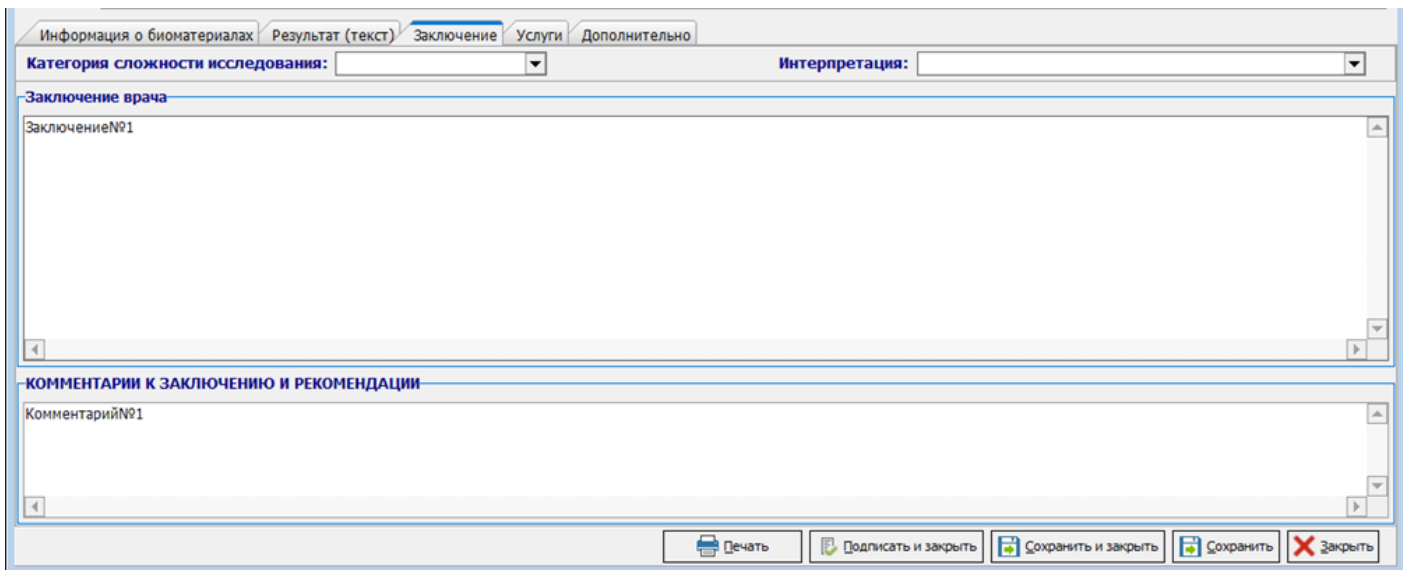 Информация о биоматериалах Результат (текст) Заключение Услуги Дополнительно
Категория сложности исследования: Интерпретация:
Заключение врача
Заключение№1
КОММЕНТАРИИ К ЗАКЛЮЧЕНИЮ И РЕКОМЕНДАЦИИ
Комментарий№1
Печать Подписать и закрыть Сохранить и закрыть Сохранить Закрыть